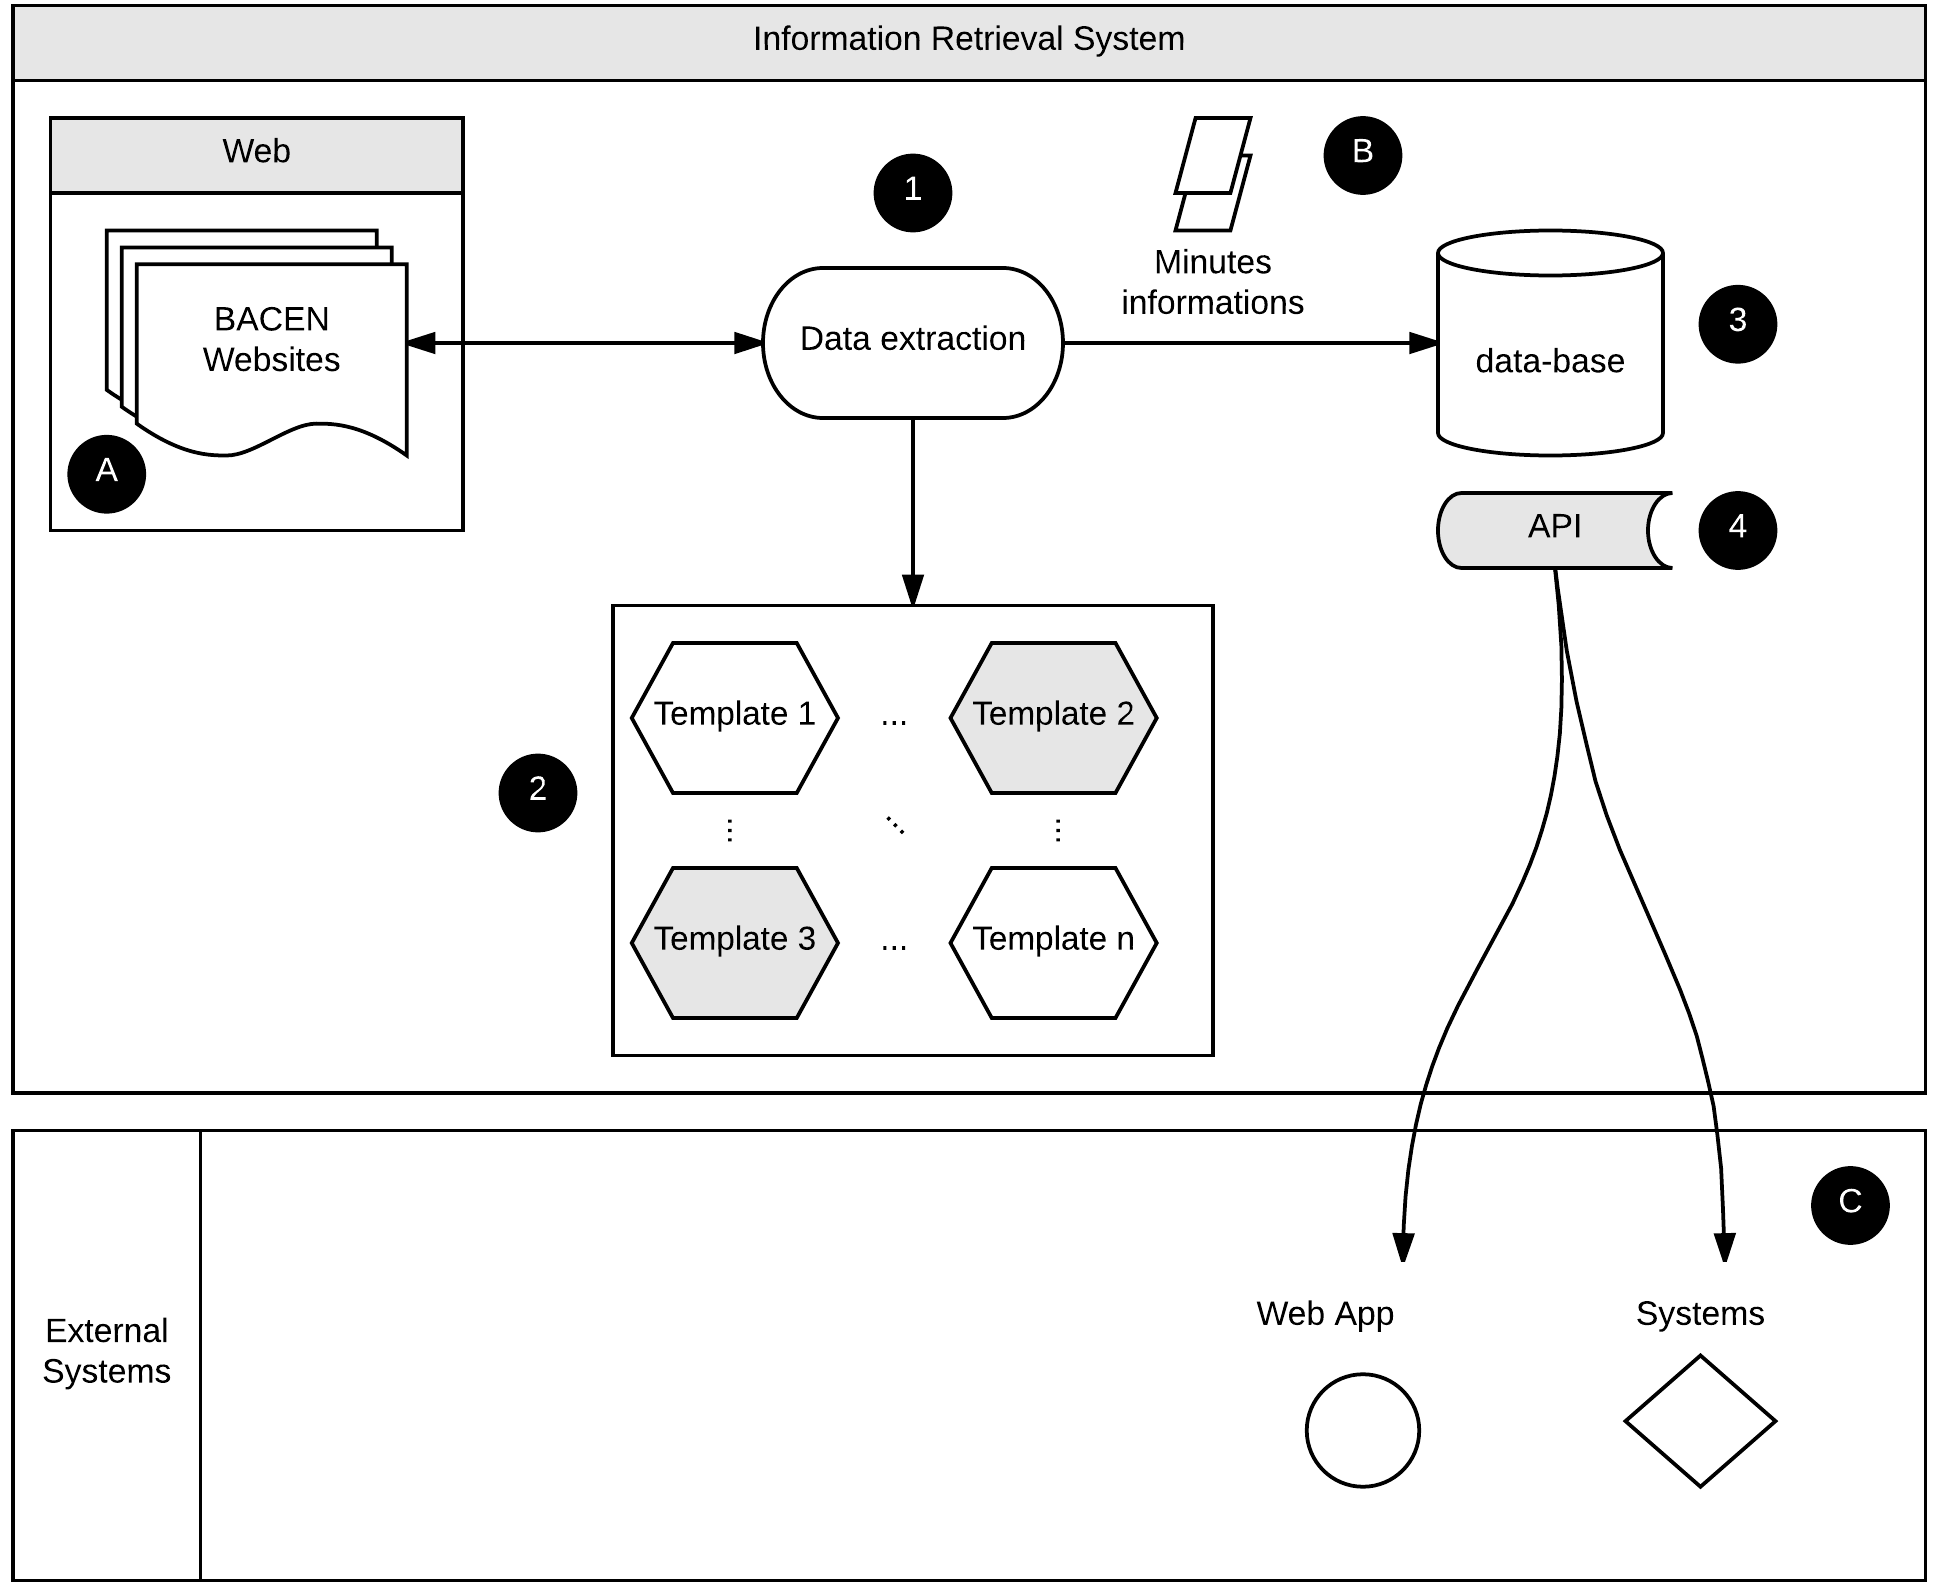 Information Retrieval System
Web
BACEN
Websites
A
1
Data extraction
B
Minutes
informations
data-base
3
API
4
2
Template 1
...
Template 2
...
...
...
Template 3
...
Template n
External
Systems
C
Web App
Systems